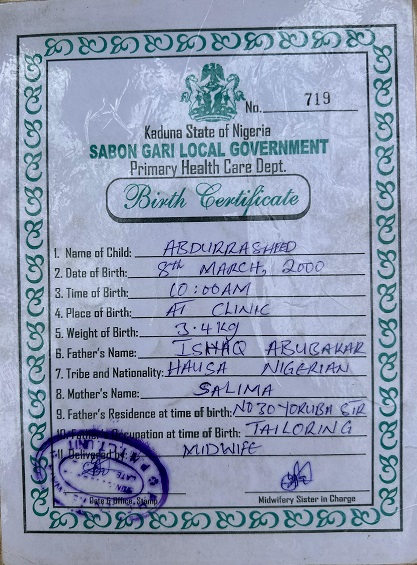 No. 719
Kaduna State of Nigeria
SABON GARI LOCAL GOVERNMENT
Primary Health Care Dept.
Birth Certificate
1. Name of Child: ABDURRASHEED
2. Date of Birth: 8th MARCH, 2000
3. Time of Birth: 10:00AM
4. Place of Birth: AT CLINIC
5. Weight of Birth: 3.4kg
6. Father's Name: ISHAQ ABUBAKAR
7. Tribe and Nationality: HAUSA NIGERIAN
8. Mother's Name: SALIMA
9. Father's Residence at time of birth: NO 30 YORUBA STR
10. Father's Occupation at time of Birth: TAILORING
11. Delivered by: MIDWIFE
Date & Office, Stamp
Midwifery Sister in Charge